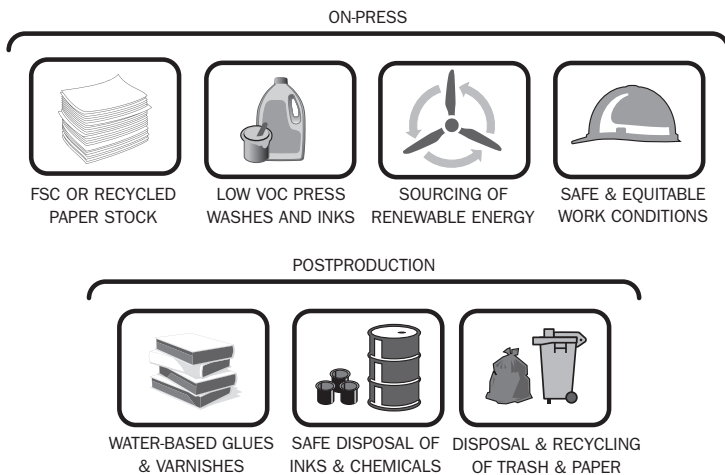 ON-PRESS
FSC OR RECYCLED
PAPER STOCK
LOW VOC PRESS
WASHES AND INKS
SOURCING OF
RENEWABLE ENERGY
SAFE & EQUITABLE
WORK CONDITIONS
POSTPRODUCTION
WATER-BASED GLUES
& VARNISHES
SAFE DISPOSAL OF
INKS & CHEMICALS
DISPOSAL & RECYCLING
OF TRASH & PAPER